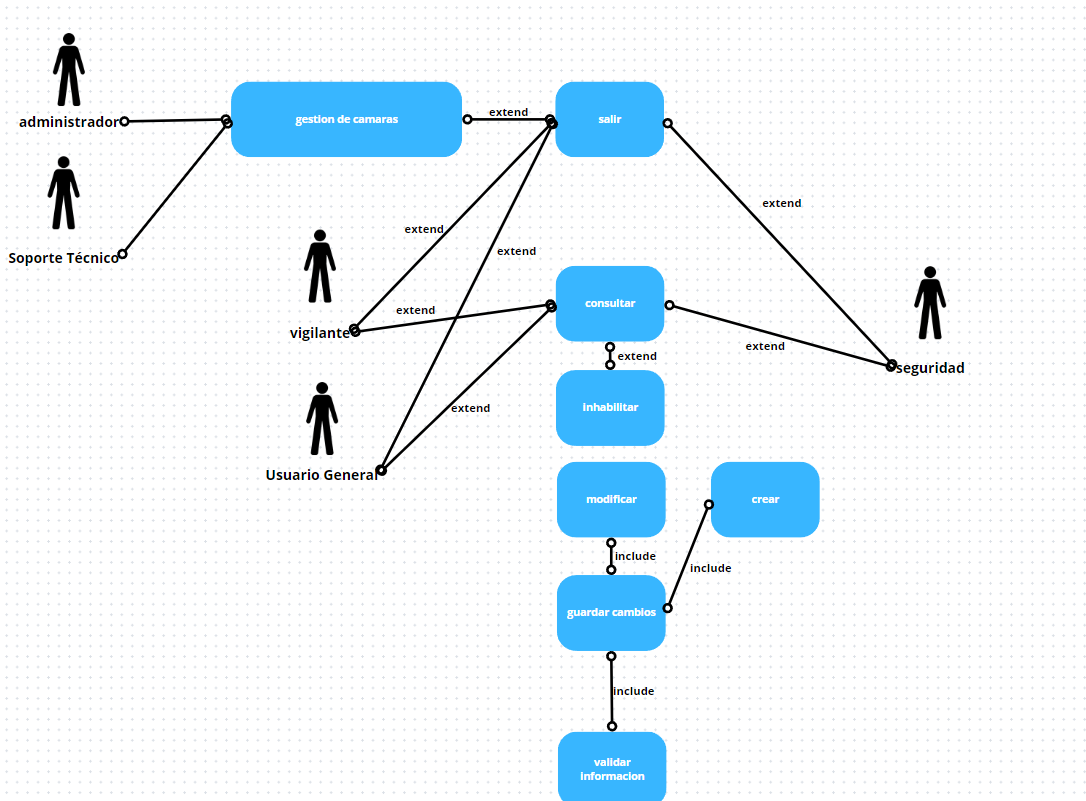 administrador
gestion de camaras
extend
salir
extend
Soporte Técnico
extend
extend
vigilante
extend
consultar
extend
extend
seguridad
inhabilitar
extend
Usuario General
modificar
crear
include
include
guardar cambios
include
validar
informacion